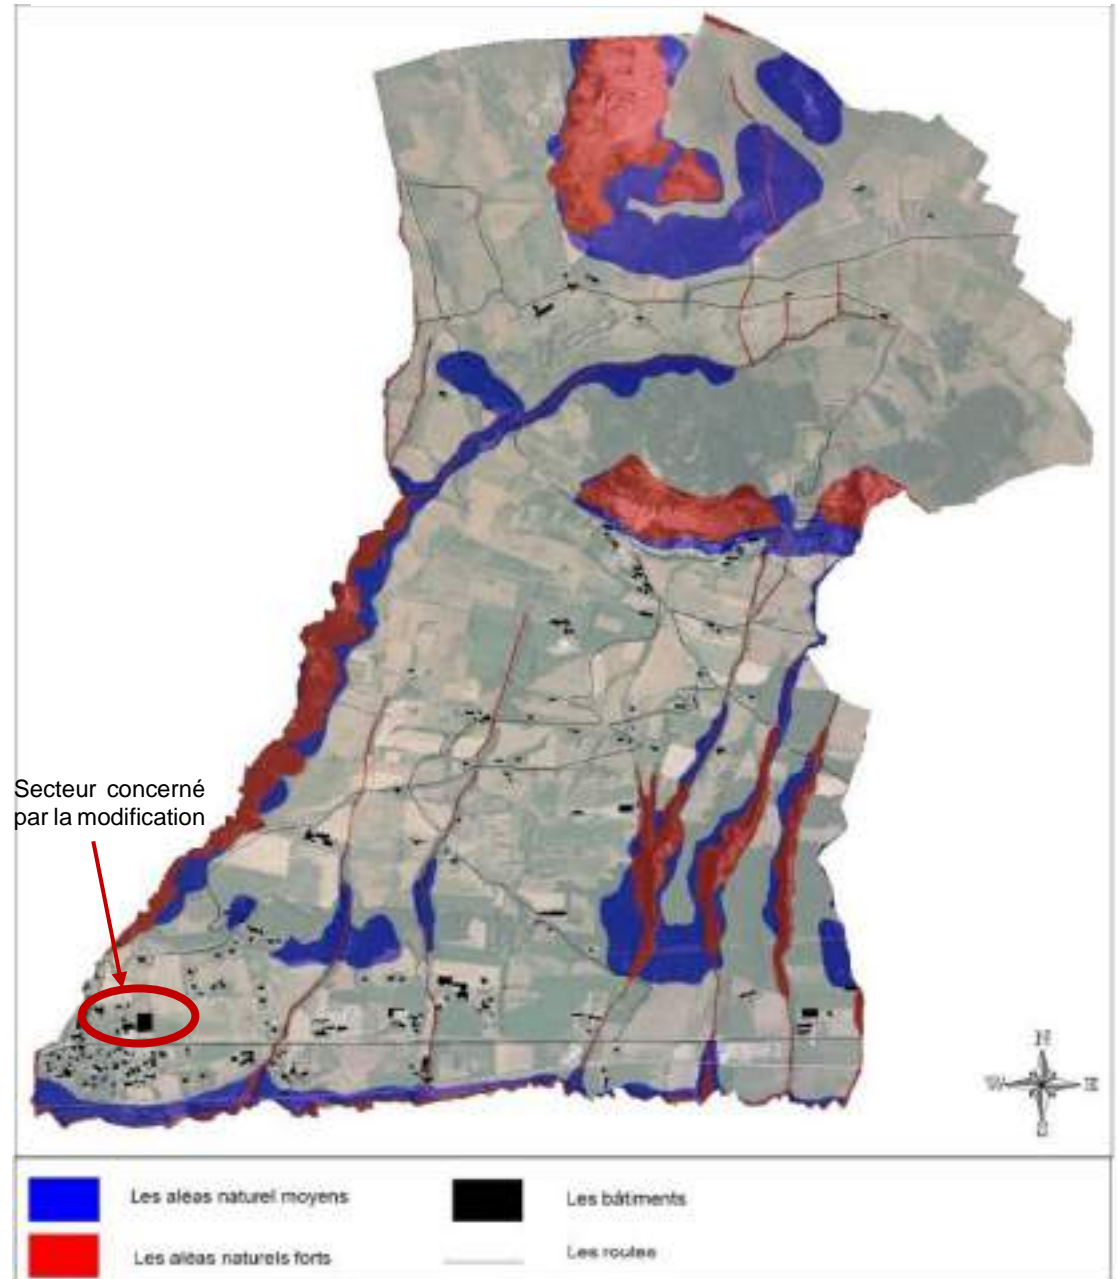 Secteur concerné
par la modification
N
W E
S
Les aléas naturel moyens
Les bâtiments
Les aléas naturels forts
Les routes